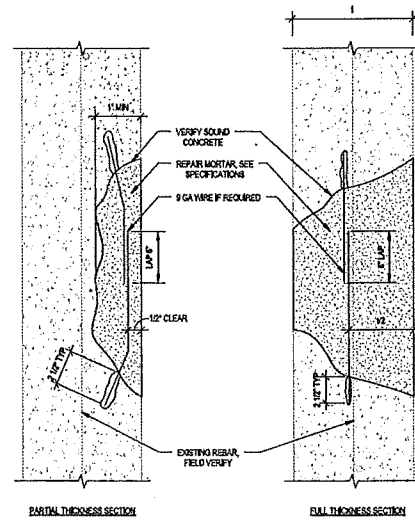 t
1" MIN
VERIFY SOUND
CONCRETE
REPAIR MORTAR, SEE
SPECIFICATIONS
9 GA WIRE IF REQUIRED
LAP 6"
LAP
1/2" CLEAR
2 1/2" TYP
2 1/2" TYP
EXISTING REBAR,
FIELD VERIFY
PARTIAL THICKNESS SECTION
FULL THICKNESS SECTION